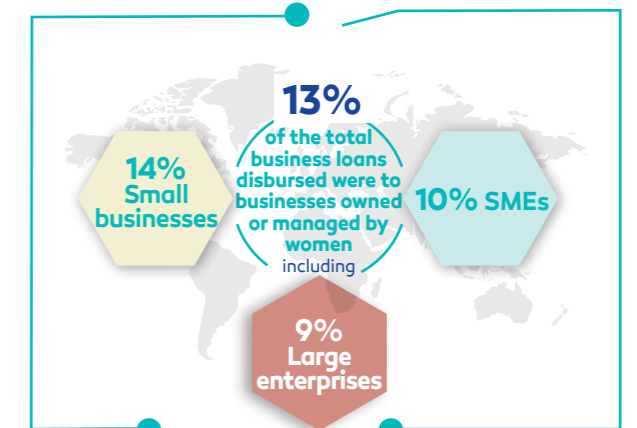 13%
of the total
business loans
disbursed were to
businesses owned
or managed by
women
including
14%
Small
businesses
10% SMEs
9%
Large
enterprises